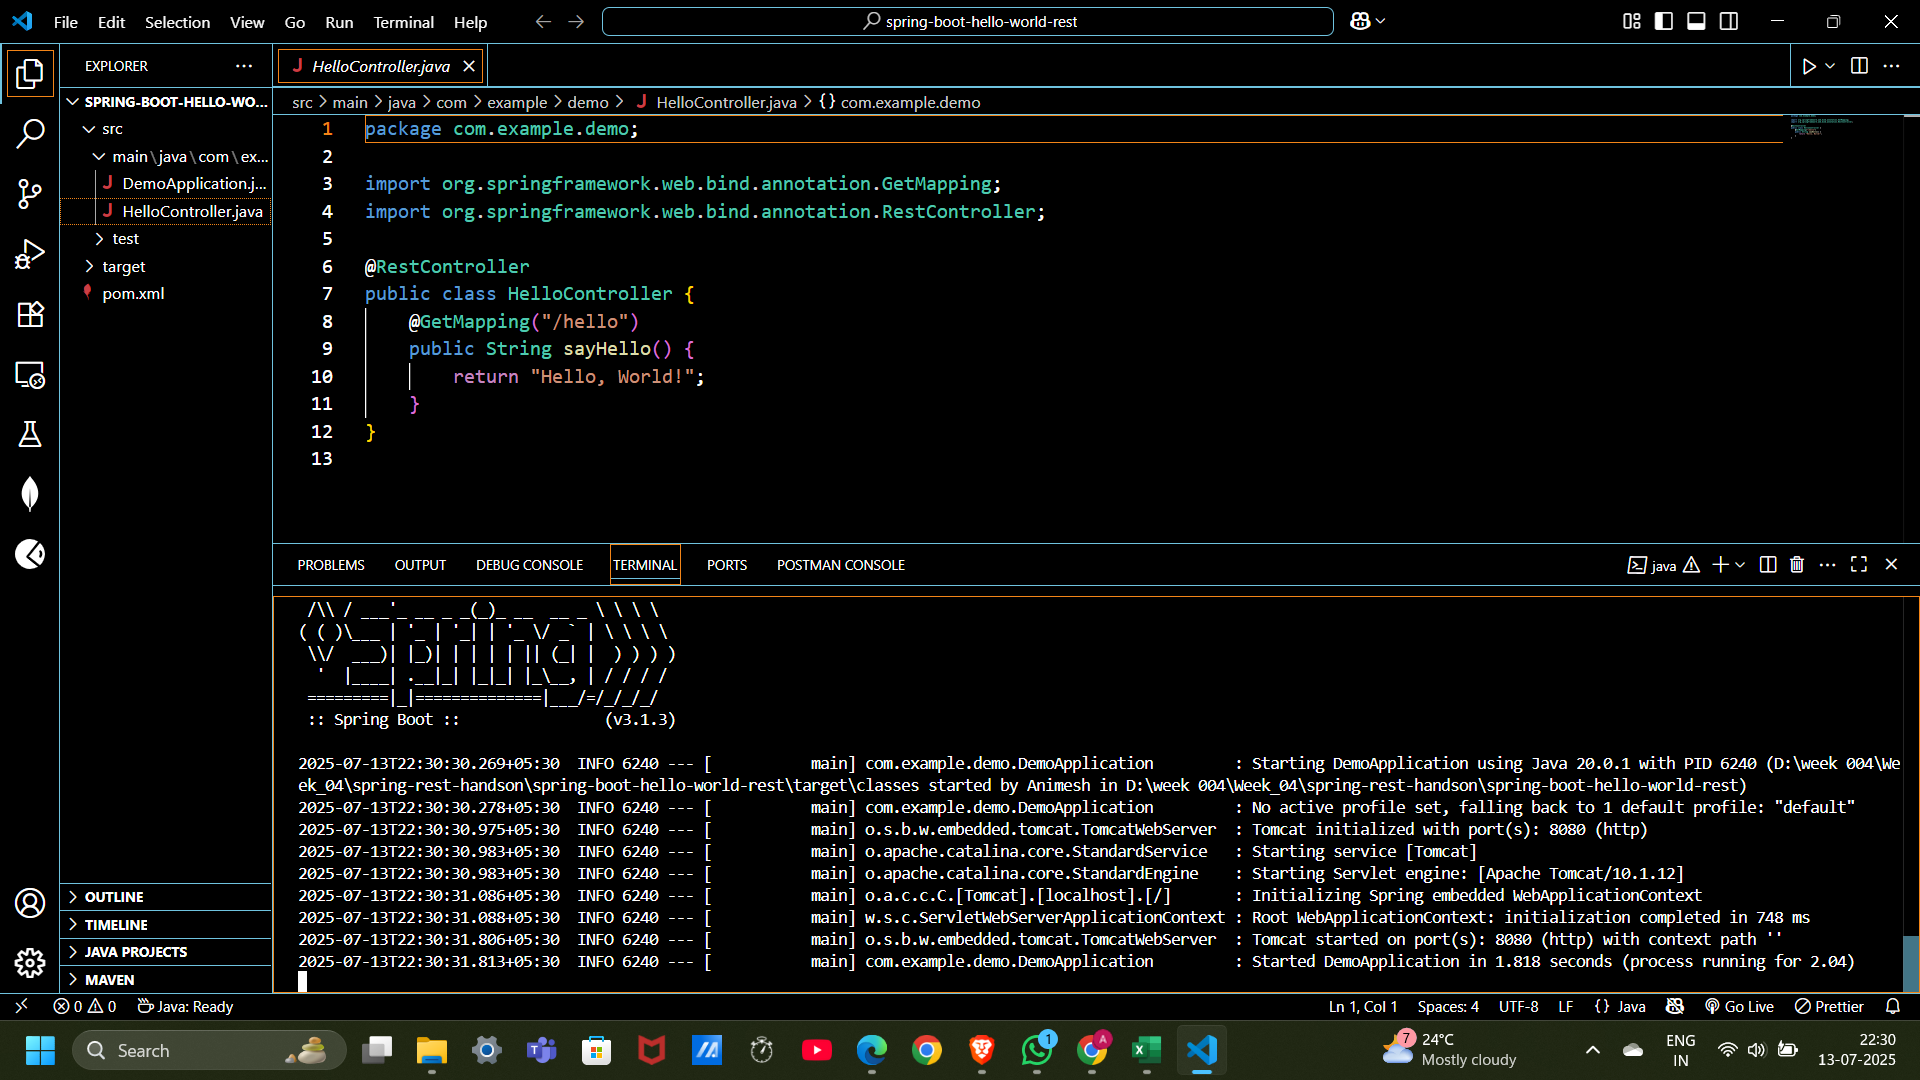 File Edit Selection View Go Run Terminal Help
spring-boot-hello-world-rest
EXPLORER
SPRING-BOOT-HELLO-WO...
src
main\java\com\ex...
DemoApplication.j...
HelloController.java
test
target
pom.xml
OUTLINE
TIMELINE
JAVA PROJECTS
MAVEN
J HelloController.java
src > main > java > com > example > demo > J HelloController.java > {} com.example.demo
1 package com.example.demo;
2
3 import org.springframework.web.bind.annotation.GetMapping;
4 import org.springframework.web.bind.annotation.RestController;
5
6 @RestController
7 public class HelloController {
8     @GetMapping("/hello")
9     public String sayHello() {
10         return "Hello, World!";
11     }
12 }
13
PROBLEMS OUTPUT DEBUG CONSOLE TERMINAL PORTS POSTMAN CONSOLE
java
:: Spring Boot :: (v3.1.3)
2025-07-13T22:30:30.269+05:30  INFO 6240 --- [           main] com.example.demo.DemoApplication         : Starting DemoApplication using Java 20.0.1 with PID 6240 (D:\week 004\We
ek_04\spring-rest-handson\spring-boot-hello-world-rest\target\classes started by Animesh in D:\week 004\Week_04\spring-rest-handson\spring-boot-hello-world-rest)
2025-07-13T22:30:30.278+05:30  INFO 6240 --- [           main] com.example.demo.DemoApplication         : No active profile set, falling back to 1 default profile: "default"
2025-07-13T22:30:30.975+05:30  INFO 6240 --- [           main] o.s.b.w.embedded.tomcat.TomcatWebServer  : Tomcat initialized with port(s): 8080 (http)
2025-07-13T22:30:30.983+05:30  INFO 6240 --- [           main] o.apache.catalina.core.StandardService   : Starting service [Tomcat]
2025-07-13T22:30:30.983+05:30  INFO 6240 --- [           main] o.apache.catalina.core.StandardEngine    : Starting Servlet engine: [Apache Tomcat/10.1.12]
2025-07-13T22:30:31.086+05:30  INFO 6240 --- [           main] o.a.c.c.C.[Tomcat].[localhost].[/]       : Initializing Spring embedded WebApplicationContext
2025-07-13T22:30:31.088+05:30  INFO 6240 --- [           main] w.s.c.ServletWebServerApplicationContext : Root WebApplicationContext: initialization completed in 748 ms
2025-07-13T22:30:31.806+05:30  INFO 6240 --- [           main] o.s.b.w.embedded.tomcat.TomcatWebServer  : Tomcat started on port(s): 8080 (http) with context path ''
2025-07-13T22:30:31.813+05:30  INFO 6240 --- [           main] com.example.demo.DemoApplication         : Started DemoApplication in 1.818 seconds (process running for 2.04)
0 0 Java: Ready
Ln 1, Col 1 Spaces: 4 UTF-8 LF {} Java Go Live Prettier
Search
1
A
7
24°C
Mostly cloudy
ENG
IN
22:30
13-07-2025